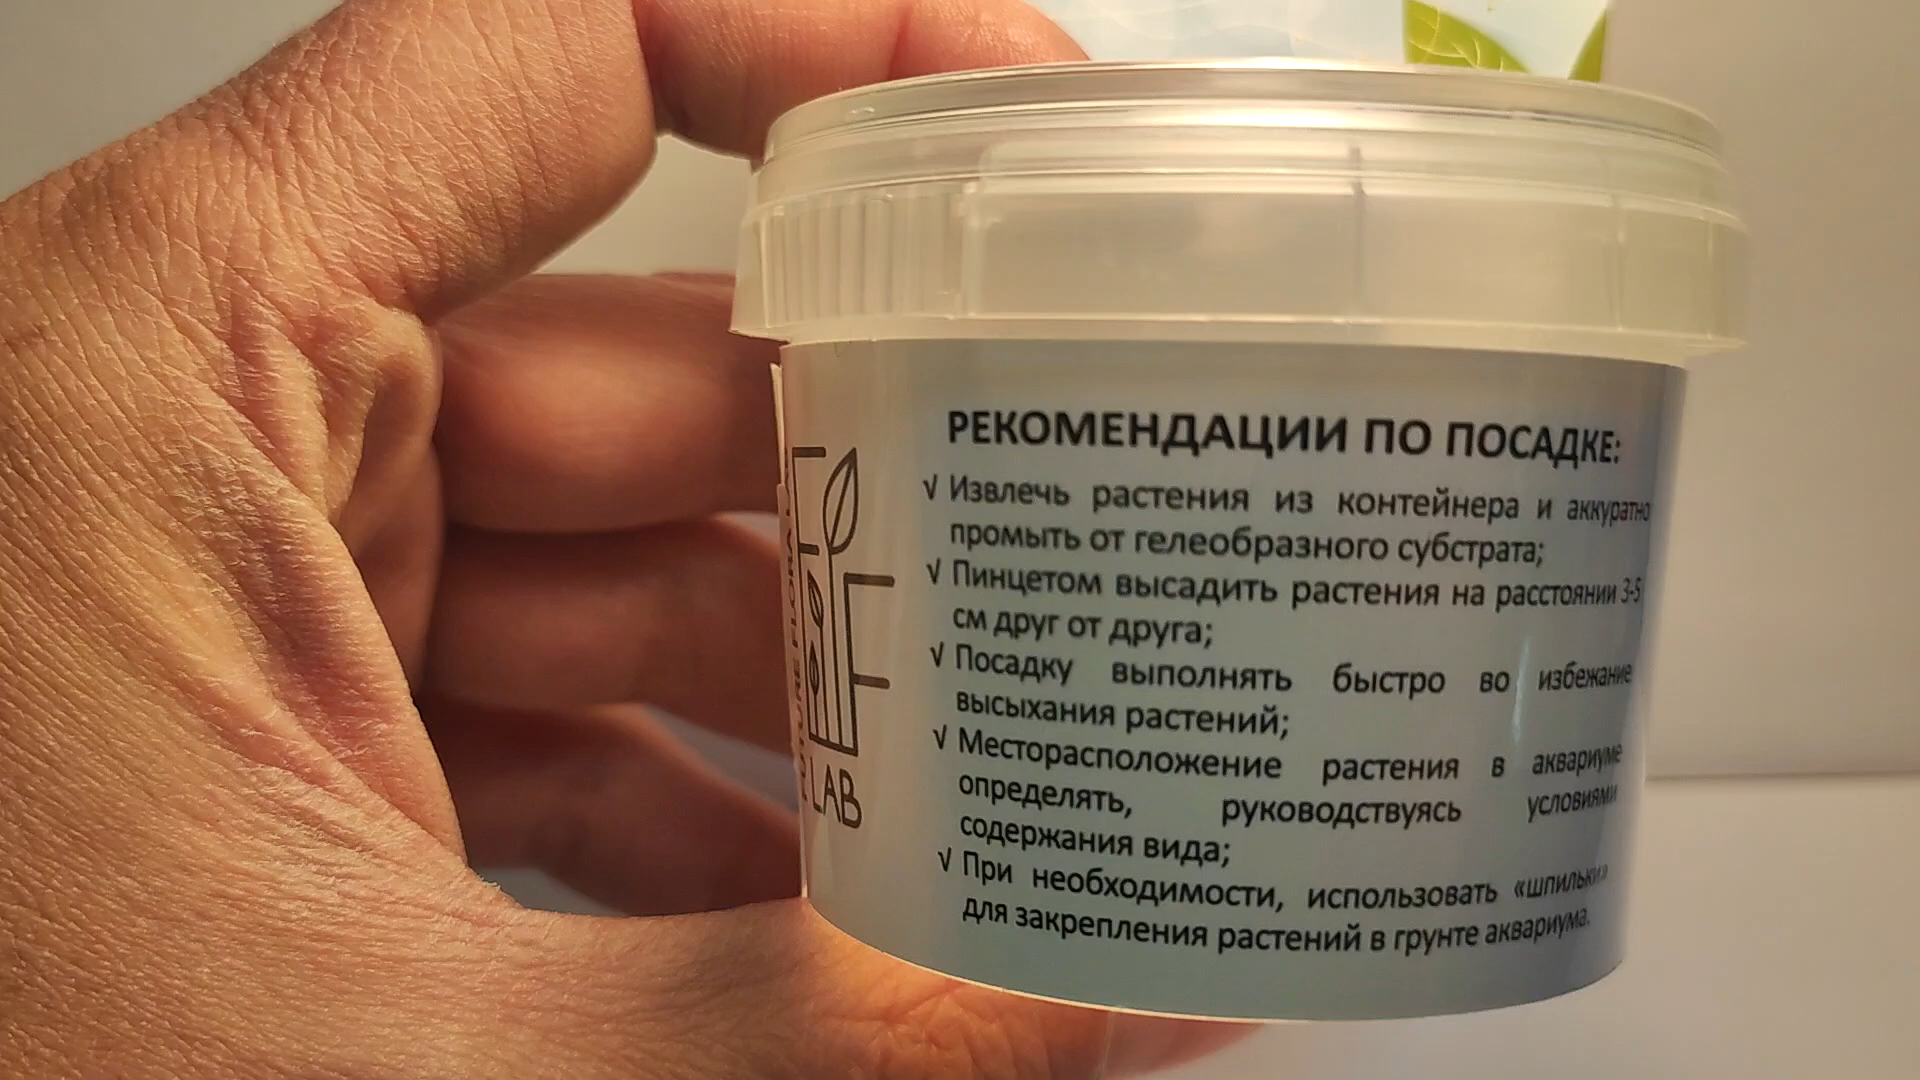 РЕКОМЕНДАЦИИ ПО ПОСАДКЕ:
√ Извлечь растения из контейнера и аккуратно
промыть от гелеобразного субстрата;
√ Пинцетом высадить растения на расстоянии 3-5
см друг от друга;
√ Посадку выполнять быстро во избежание
высыхания растений;
√ Месторасположение растения в аквариуме
определять, руководствуясь условиями
содержания вида;
√ При необходимости, использовать «шпильки»
для закрепления растений в грунте аквариума.
LAB